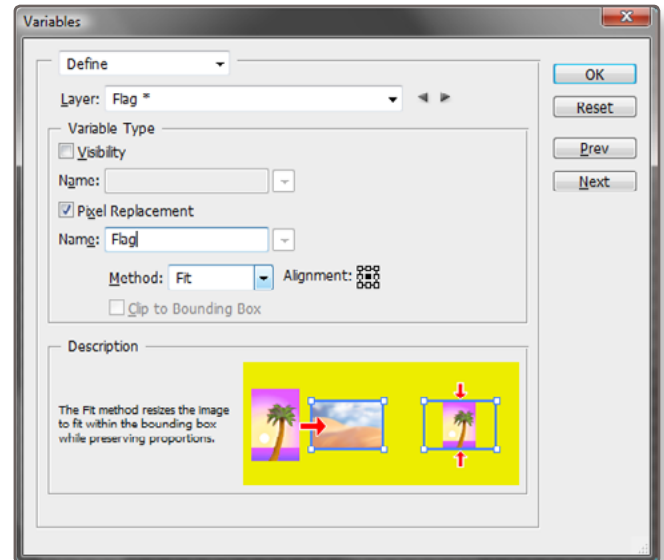 Variables
Define
OK
Layer: Flag *
Reset
Variable Type
Visibility
Prev
Name:
Next
Pixel Replacement
Name: Flag
Method: Fit Alignment:
Clip to Bounding Box
Description
The Fit method resizes the image
to fit within the bounding box
while preserving proportions.